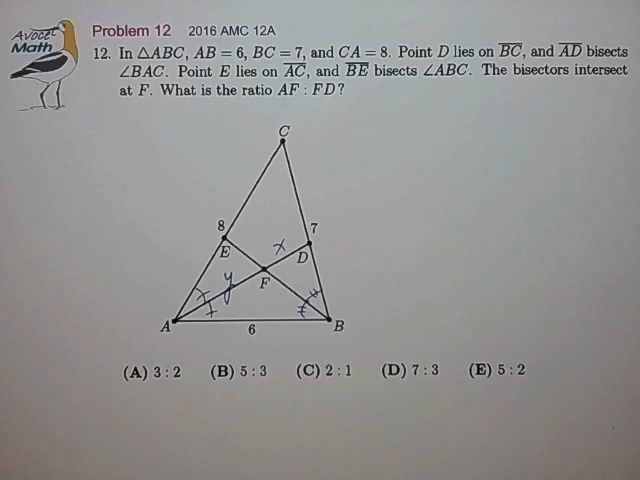 Avocet
Math
Problem 12 2016 AMC 12A
12. In △ABC, AB = 6, BC = 7, and CA = 8. Point D lies on BC, and AD bisects
∠BAC. Point E lies on AC, and BE bisects ∠ABC. The bisectors intersect
at F. What is the ratio AF : FD?
C
8
7
E
x
D
y
F
A
6
B
(A) 3 : 2 (B) 5 : 3 (C) 2 : 1 (D) 7 : 3 (E) 5 : 2